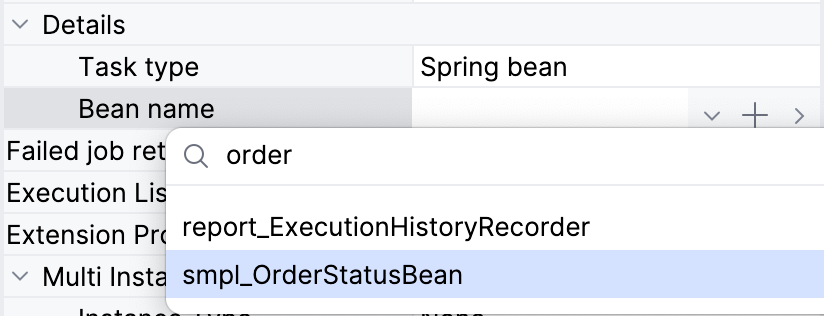 Details
Task type Spring bean
Bean name
Failed job ret
order
Execution Lis
report_ExecutionHistoryRecorder
Extension Pro
smpl_OrderStatusBean
Multi Insta